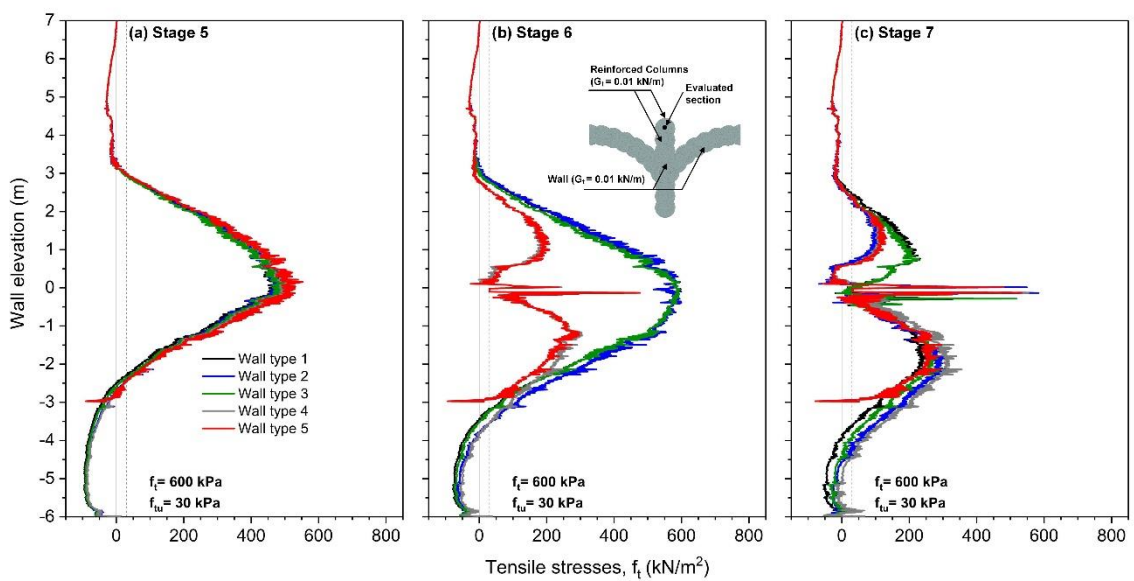 7
6
5
4
3
2
1
0
-1
-2
-3
-4
-5
-6
Wall elevation (m)
(a) Stage 5
Wall type 1
Wall type 2
Wall type 3
Wall type 4
Wall type 5
fₜ= 600 kPa
fₜᵤ= 30 kPa
0 200 400 600 800
(b) Stage 6
Reinforced Columns
(Gf = 0.01 kN/m)
Evaluated
section
Wall (Gf = 0.01 kN/m)
fₜ= 600 kPa
fₜᵤ= 30 kPa
0 200 400 600 800
(c) Stage 7
fₜ= 600 kPa
fₜᵤ= 30 kPa
0 200 400 600 800
Tensile stresses, fₜ (kN/m²)